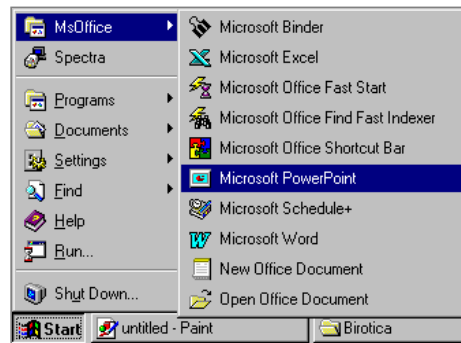 MsOffice
Spectra
Programs
Documents
Settings
Find
Help
Run...
Shut Down...
Microsoft Binder
Microsoft Excel
Microsoft Office Fast Start
Microsoft Office Find Fast Indexer
Microsoft Office Shortcut Bar
Microsoft PowerPoint
Microsoft Schedule+
Microsoft Word
New Office Document
Open Office Document
Start untitled - Paint Birotica